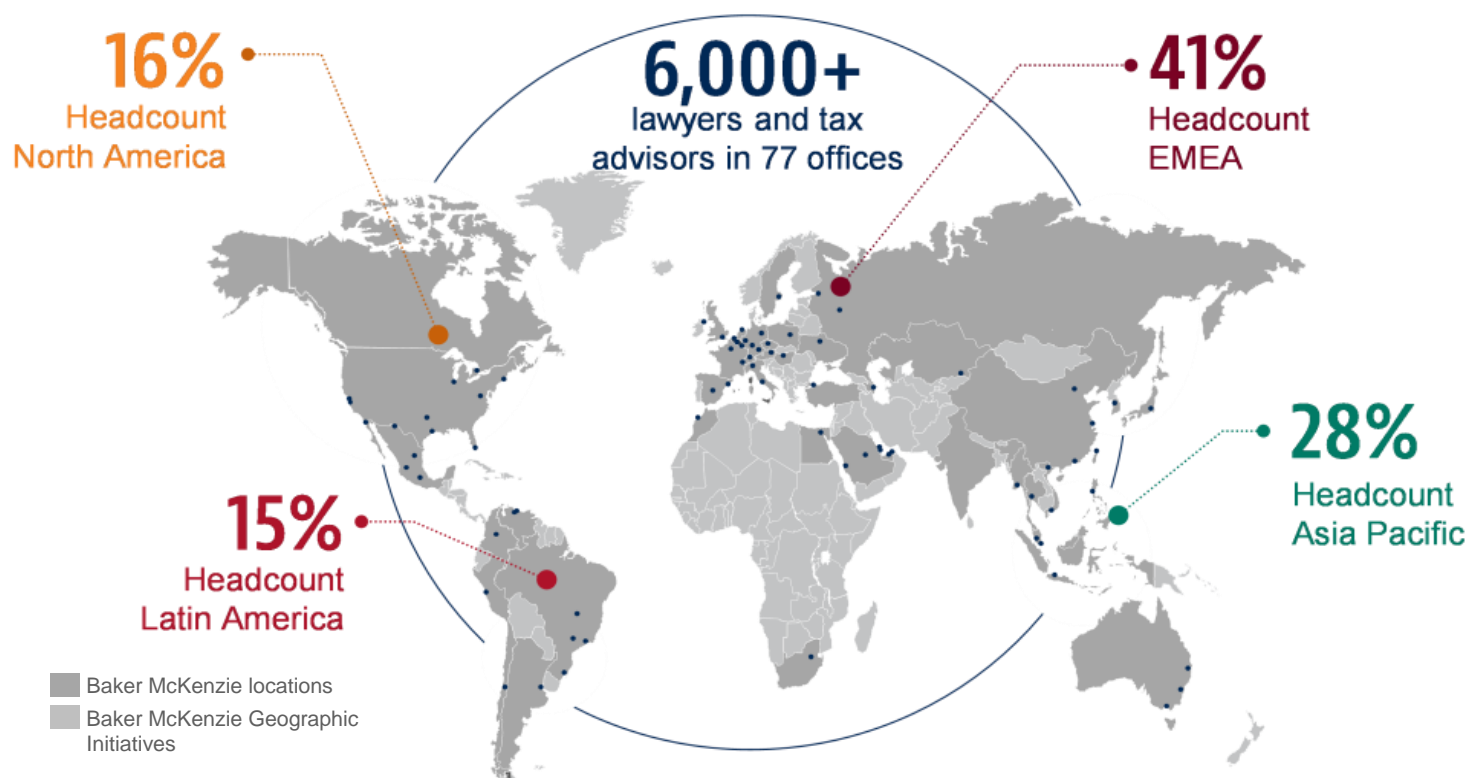 16%
Headcount
North America
6,000+
lawyers and tax
advisors in 77 offices
41%
Headcount
EMEA
28%
Headcount
Asia Pacific
15%
Headcount
Latin America
Baker McKenzie locations
Baker McKenzie Geographic
Initiatives